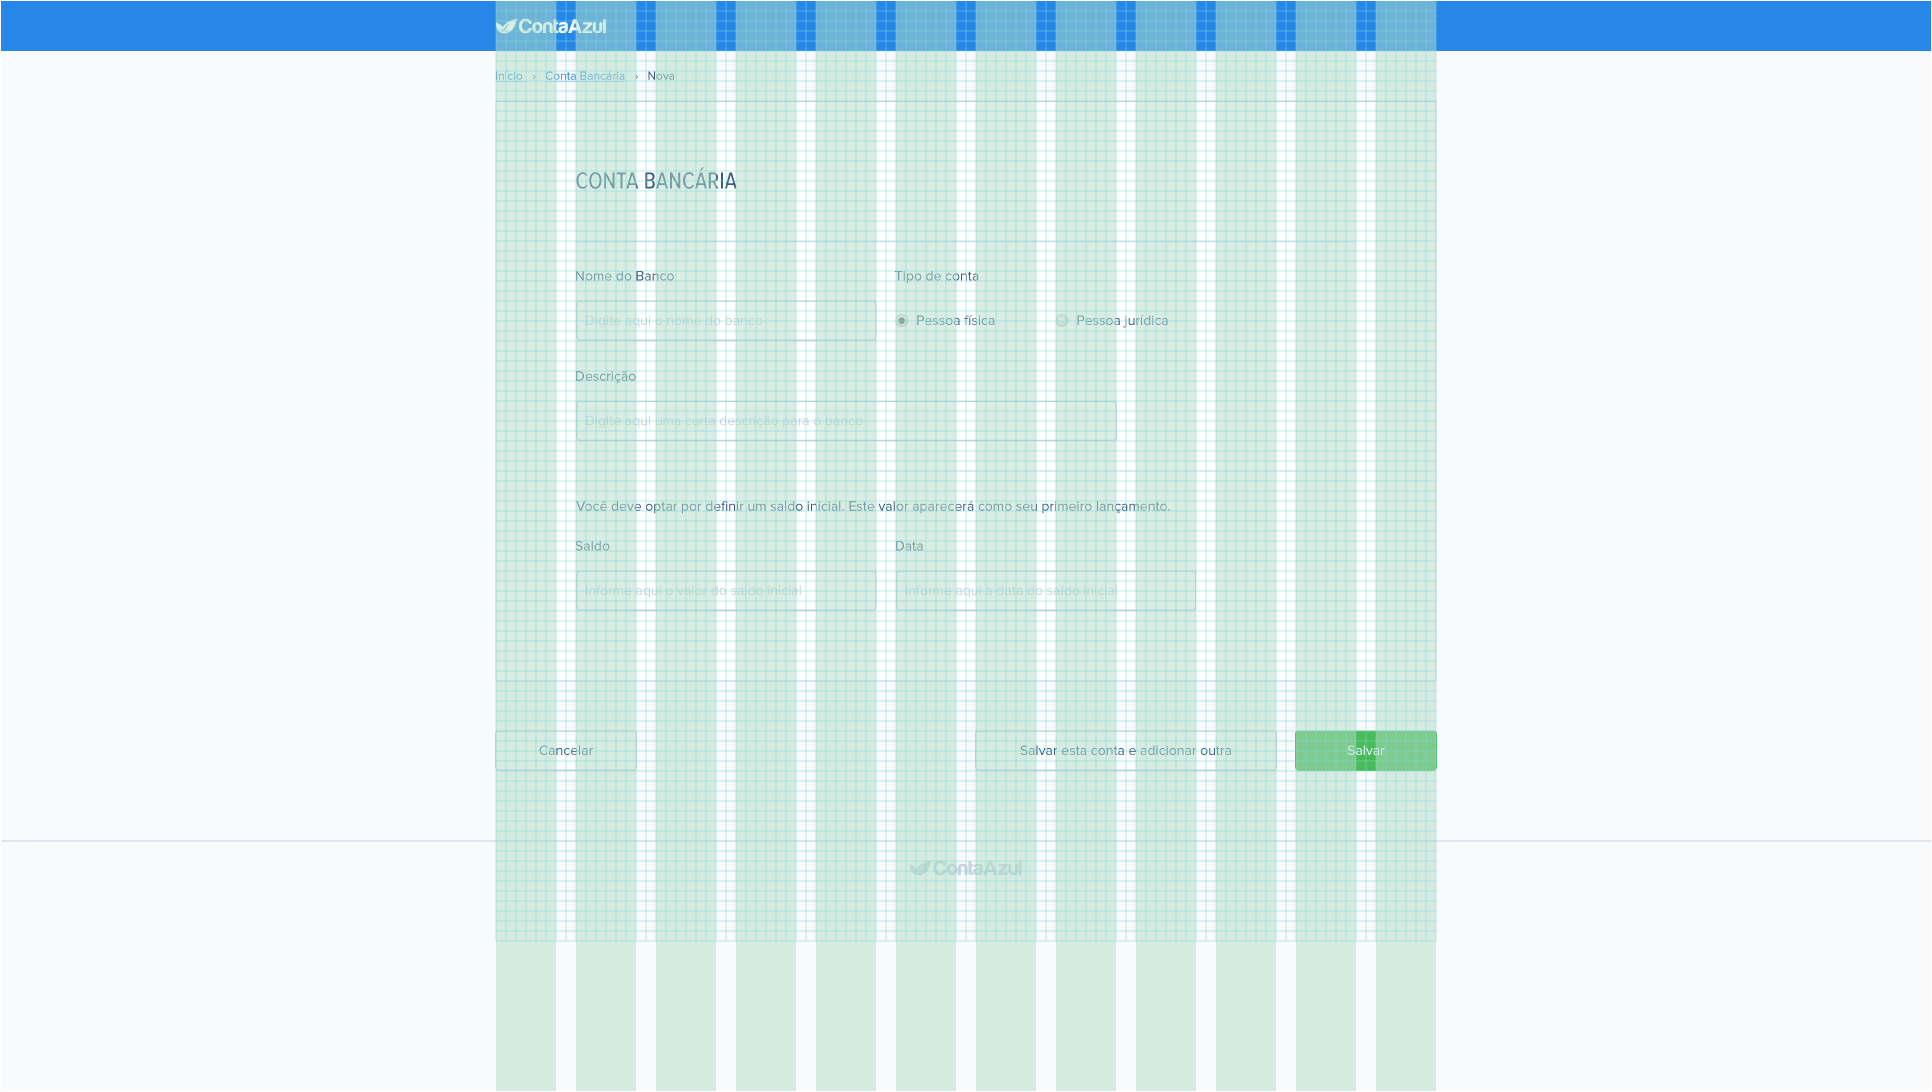 ContaAzul
Início › Conta Bancária › Nova
CONTA BANCÁRIA
Nome do Banco
Tipo de conta
Digite aqui o nome do banco
Pessoa física
Pessoa jurídica
Descrição
Digite aqui uma curta descrição para o banco
Você deve optar por definir um saldo inicial. Este valor aparecerá como seu primeiro lançamento.
Saldo
Data
Informe aqui o valor do saldo inicial
Informe aqui a data do saldo inicial
Cancelar
Salvar esta conta e adicionar outra
Salvar
ContaAzul